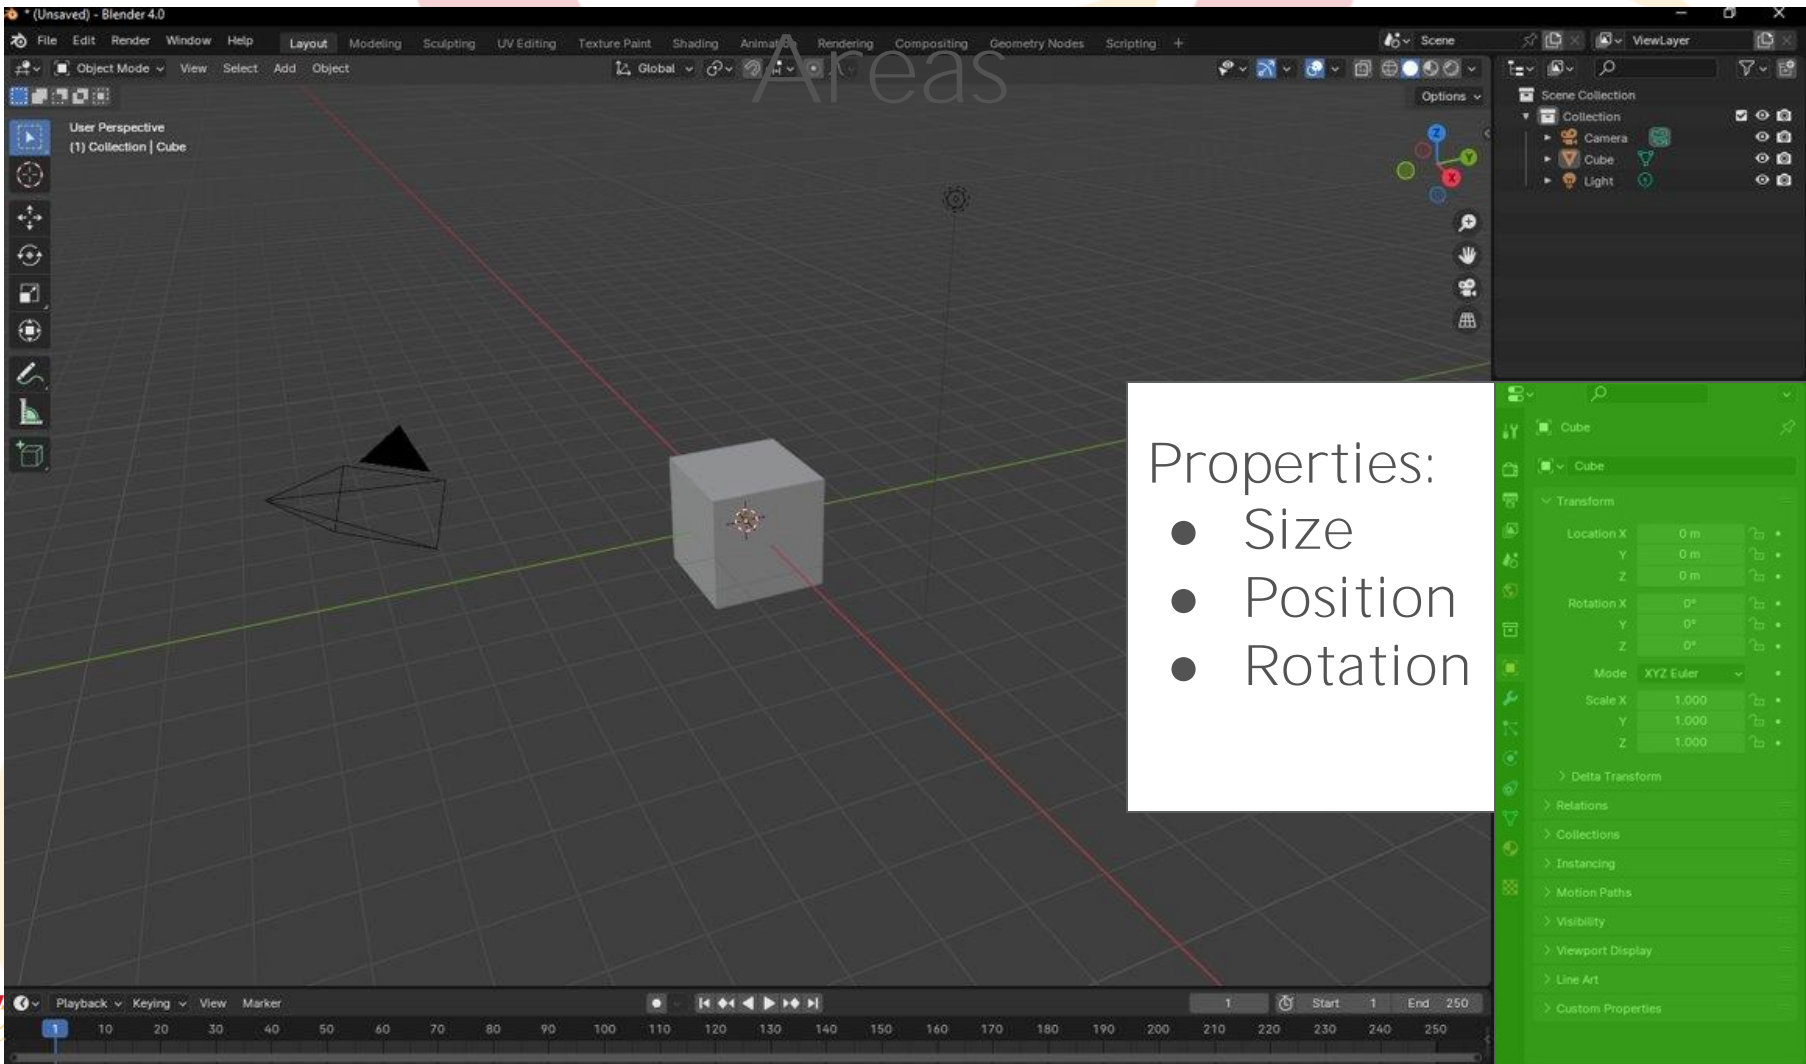 * (Unsaved) - Blender 4.0
File Edit Render Window Help Layout Modeling Sculpting UV Editing Texture Paint Shading Animation Rendering Compositing Geometry Nodes Scripting + Scene ViewLayer
Areas
Object Mode View Select Add Object Global
Options
User Perspective
(1) Collection | Cube
Z
Y
X
Scene Collection
Collection
Camera
Cube
Light
Properties:
● Size
● Position
● Rotation
Cube
Cube
Transform
Location X 0 m
Y 0 m
Z 0 m
Rotation X 0°
Y 0°
Z 0°
Mode XYZ Euler
Scale X 1.000
Y 1.000
Z 1.000
Delta Transform
Relations
Collections
Instancing
Motion Paths
Visibility
Viewport Display
Line Art
Custom Properties
Playback Keying View Marker 1 Start 1 End 250
1 10 20 30 40 50 60 70 80 90 100 110 120 130 140 150 160 170 180 190 200 210 220 230 240 250